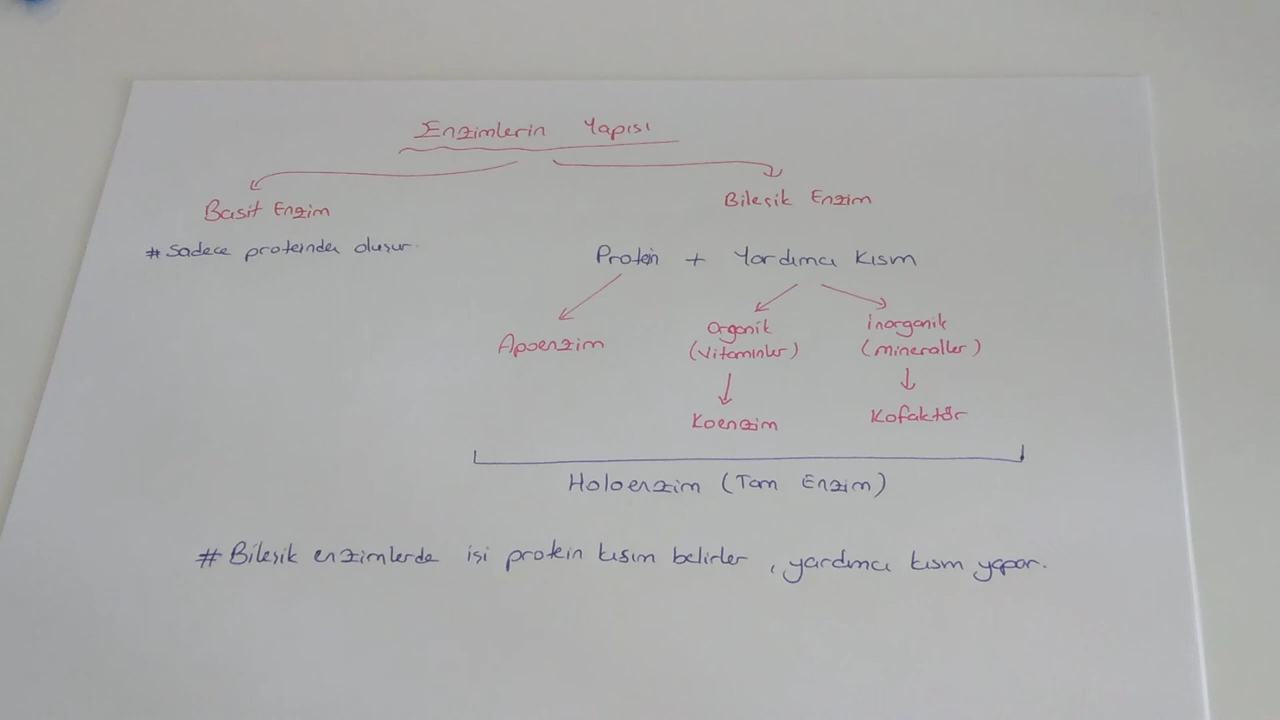 Enzimlerin Yapısı
Basit Enzim
Bileşik Enzim
# Sadece proteinden oluşur.
Protein + Yardımcı Kısım
Apoenzim
Organik
(Vitaminler)
İnorganik
(mineraller)
Koenzim
Kofaktör
Holoenzim (Tam Enzim)
# Bileşik enzimlerde işi protein kısım belirler, yardımcı kısım yapar.